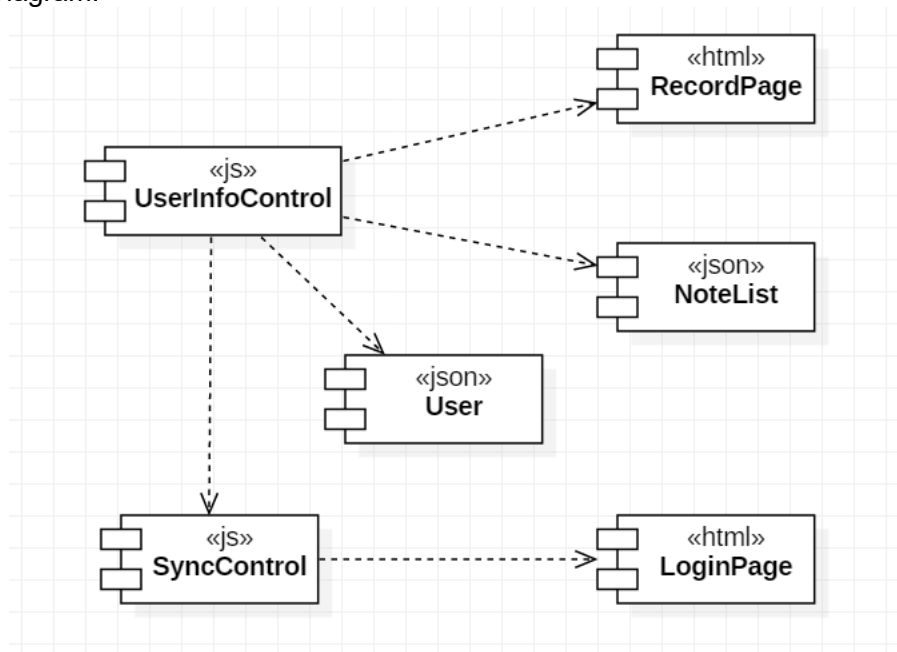 «html»
RecordPage
«js»
UserInfoControl
«json»
NoteList
«json»
User
«js»
SyncControl
«html»
LoginPage